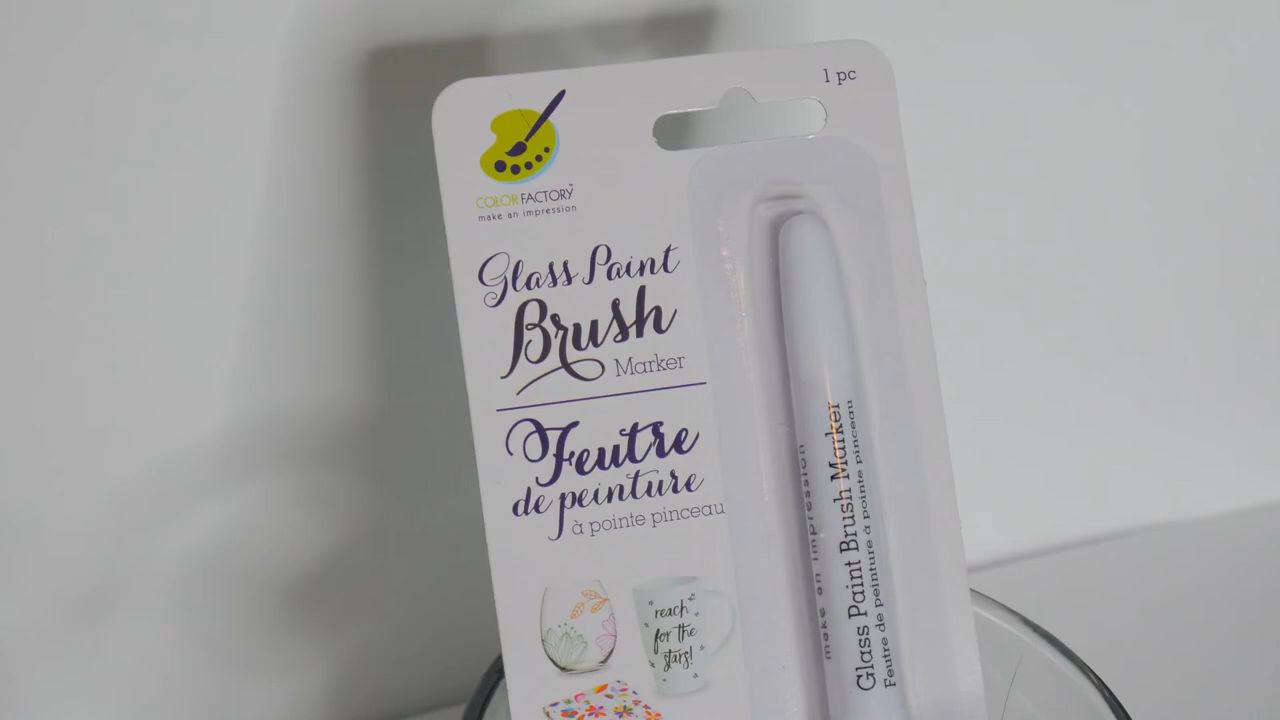 1 pc
COLOR FACTORY™
make an impression
Glass Paint
Brush
Marker
Feutre
de peinture
à pointe pinceau
reach
for the
stars!
make an impression
Glass Paint Brush Marker
Feutre de peinture à pointe pinceau